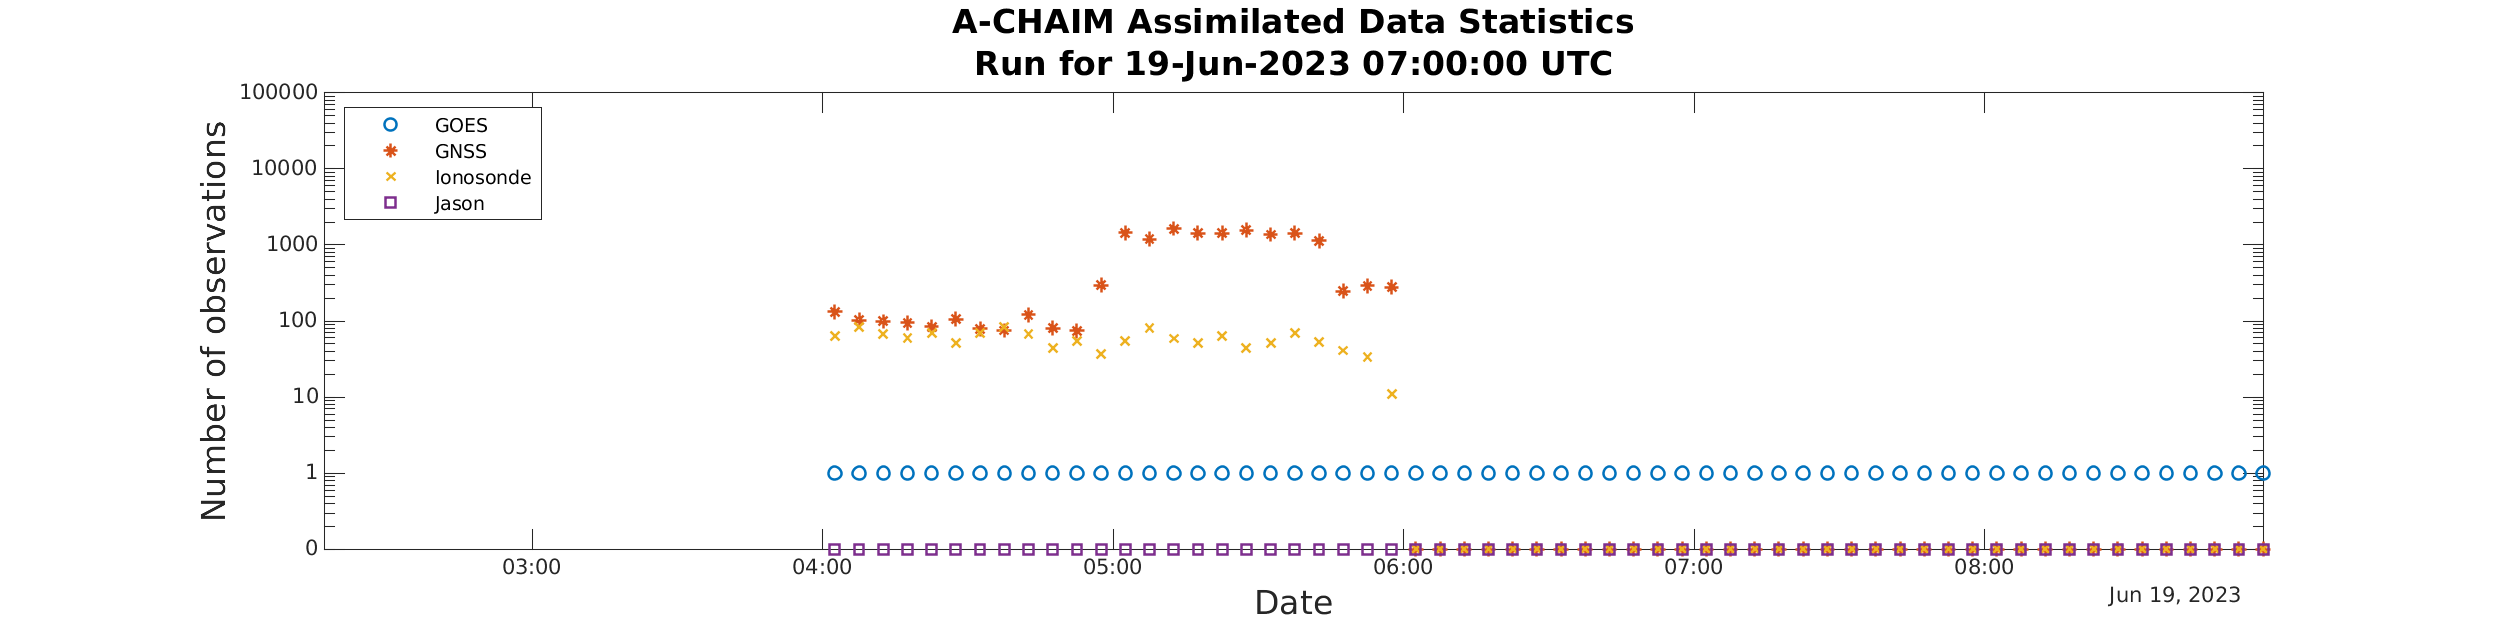 A-CHAIM Assimilated Data Statistics
Run for 19-Jun-2023 07:00:00 UTC
Number of observations
100000
10000
1000
100
10
1
0
GOES
GNSS
Ionosonde
Jason
03:00 04:00 05:00 06:00 07:00 08:00
Date
Jun 19, 2023